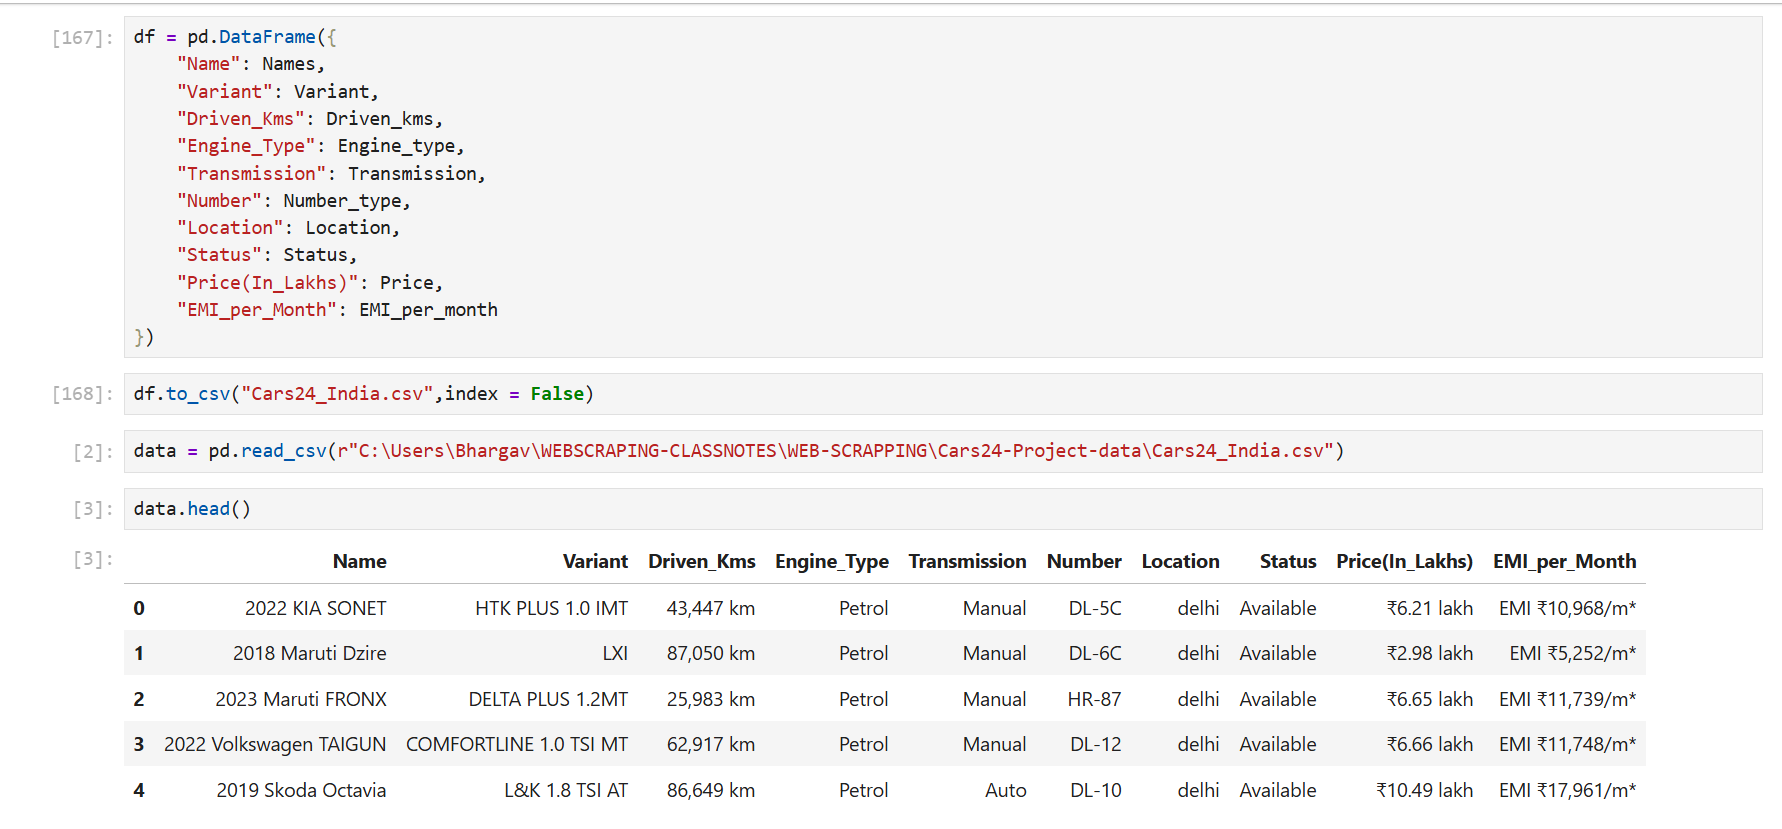 [167]: df = pd.DataFrame({
    "Name": Names,
    "Variant": Variant,
    "Driven_Kms": Driven_kms,
    "Engine_Type": Engine_type,
    "Transmission": Transmission,
    "Number": Number_type,
    "Location": Location,
    "Status": Status,
    "Price(In_Lakhs)": Price,
    "EMI_per_Month": EMI_per_month
})
[168]: df.to_csv("Cars24_India.csv",index = False)
[2]: data = pd.read_csv(r"C:\Users\Bhargav\WEBSCRAPING-CLASSNOTES\WEB-SCRAPPING\Cars24-Project-data\Cars24_India.csv")
[3]: data.head()
[3]: Name Variant Driven_Kms Engine_Type Transmission Number Location Status Price(In_Lakhs) EMI_per_Month
0 2022 KIA SONET HTK PLUS 1.0 IMT 43,447 km Petrol Manual DL-5C delhi Available ₹6.21 lakh EMI ₹10,968/m*
1 2018 Maruti Dzire LXI 87,050 km Petrol Manual DL-6C delhi Available ₹2.98 lakh EMI ₹5,252/m*
2 2023 Maruti FRONX DELTA PLUS 1.2MT 25,983 km Petrol Manual HR-87 delhi Available ₹6.65 lakh EMI ₹11,739/m*
3 2022 Volkswagen TAIGUN COMFORTLINE 1.0 TSI MT 62,917 km Petrol Manual DL-12 delhi Available ₹6.66 lakh EMI ₹11,748/m*
4 2019 Skoda Octavia L&K 1.8 TSI AT 86,649 km Petrol Auto DL-10 delhi Available ₹10.49 lakh EMI ₹17,961/m*